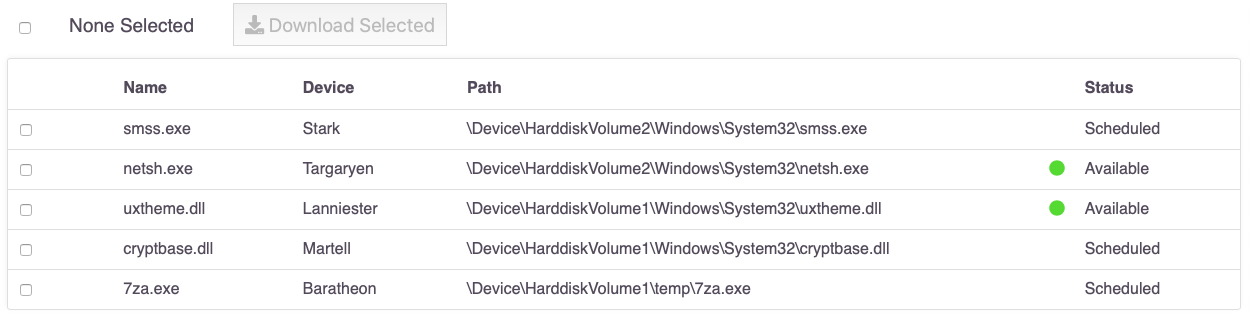 None Selected Download Selected
Name Device Path Status
smss.exe Stark \Device\HarddiskVolume2\Windows\System32\smss.exe Scheduled
netsh.exe Targaryen \Device\HarddiskVolume2\Windows\System32\netsh.exe Available
uxtheme.dll Lanniester \Device\HarddiskVolume1\Windows\System32\uxtheme.dll Available
cryptbase.dll Martell \Device\HarddiskVolume1\Windows\System32\cryptbase.dll Scheduled
7za.exe Baratheon \Device\HarddiskVolume1\temp\7za.exe Scheduled